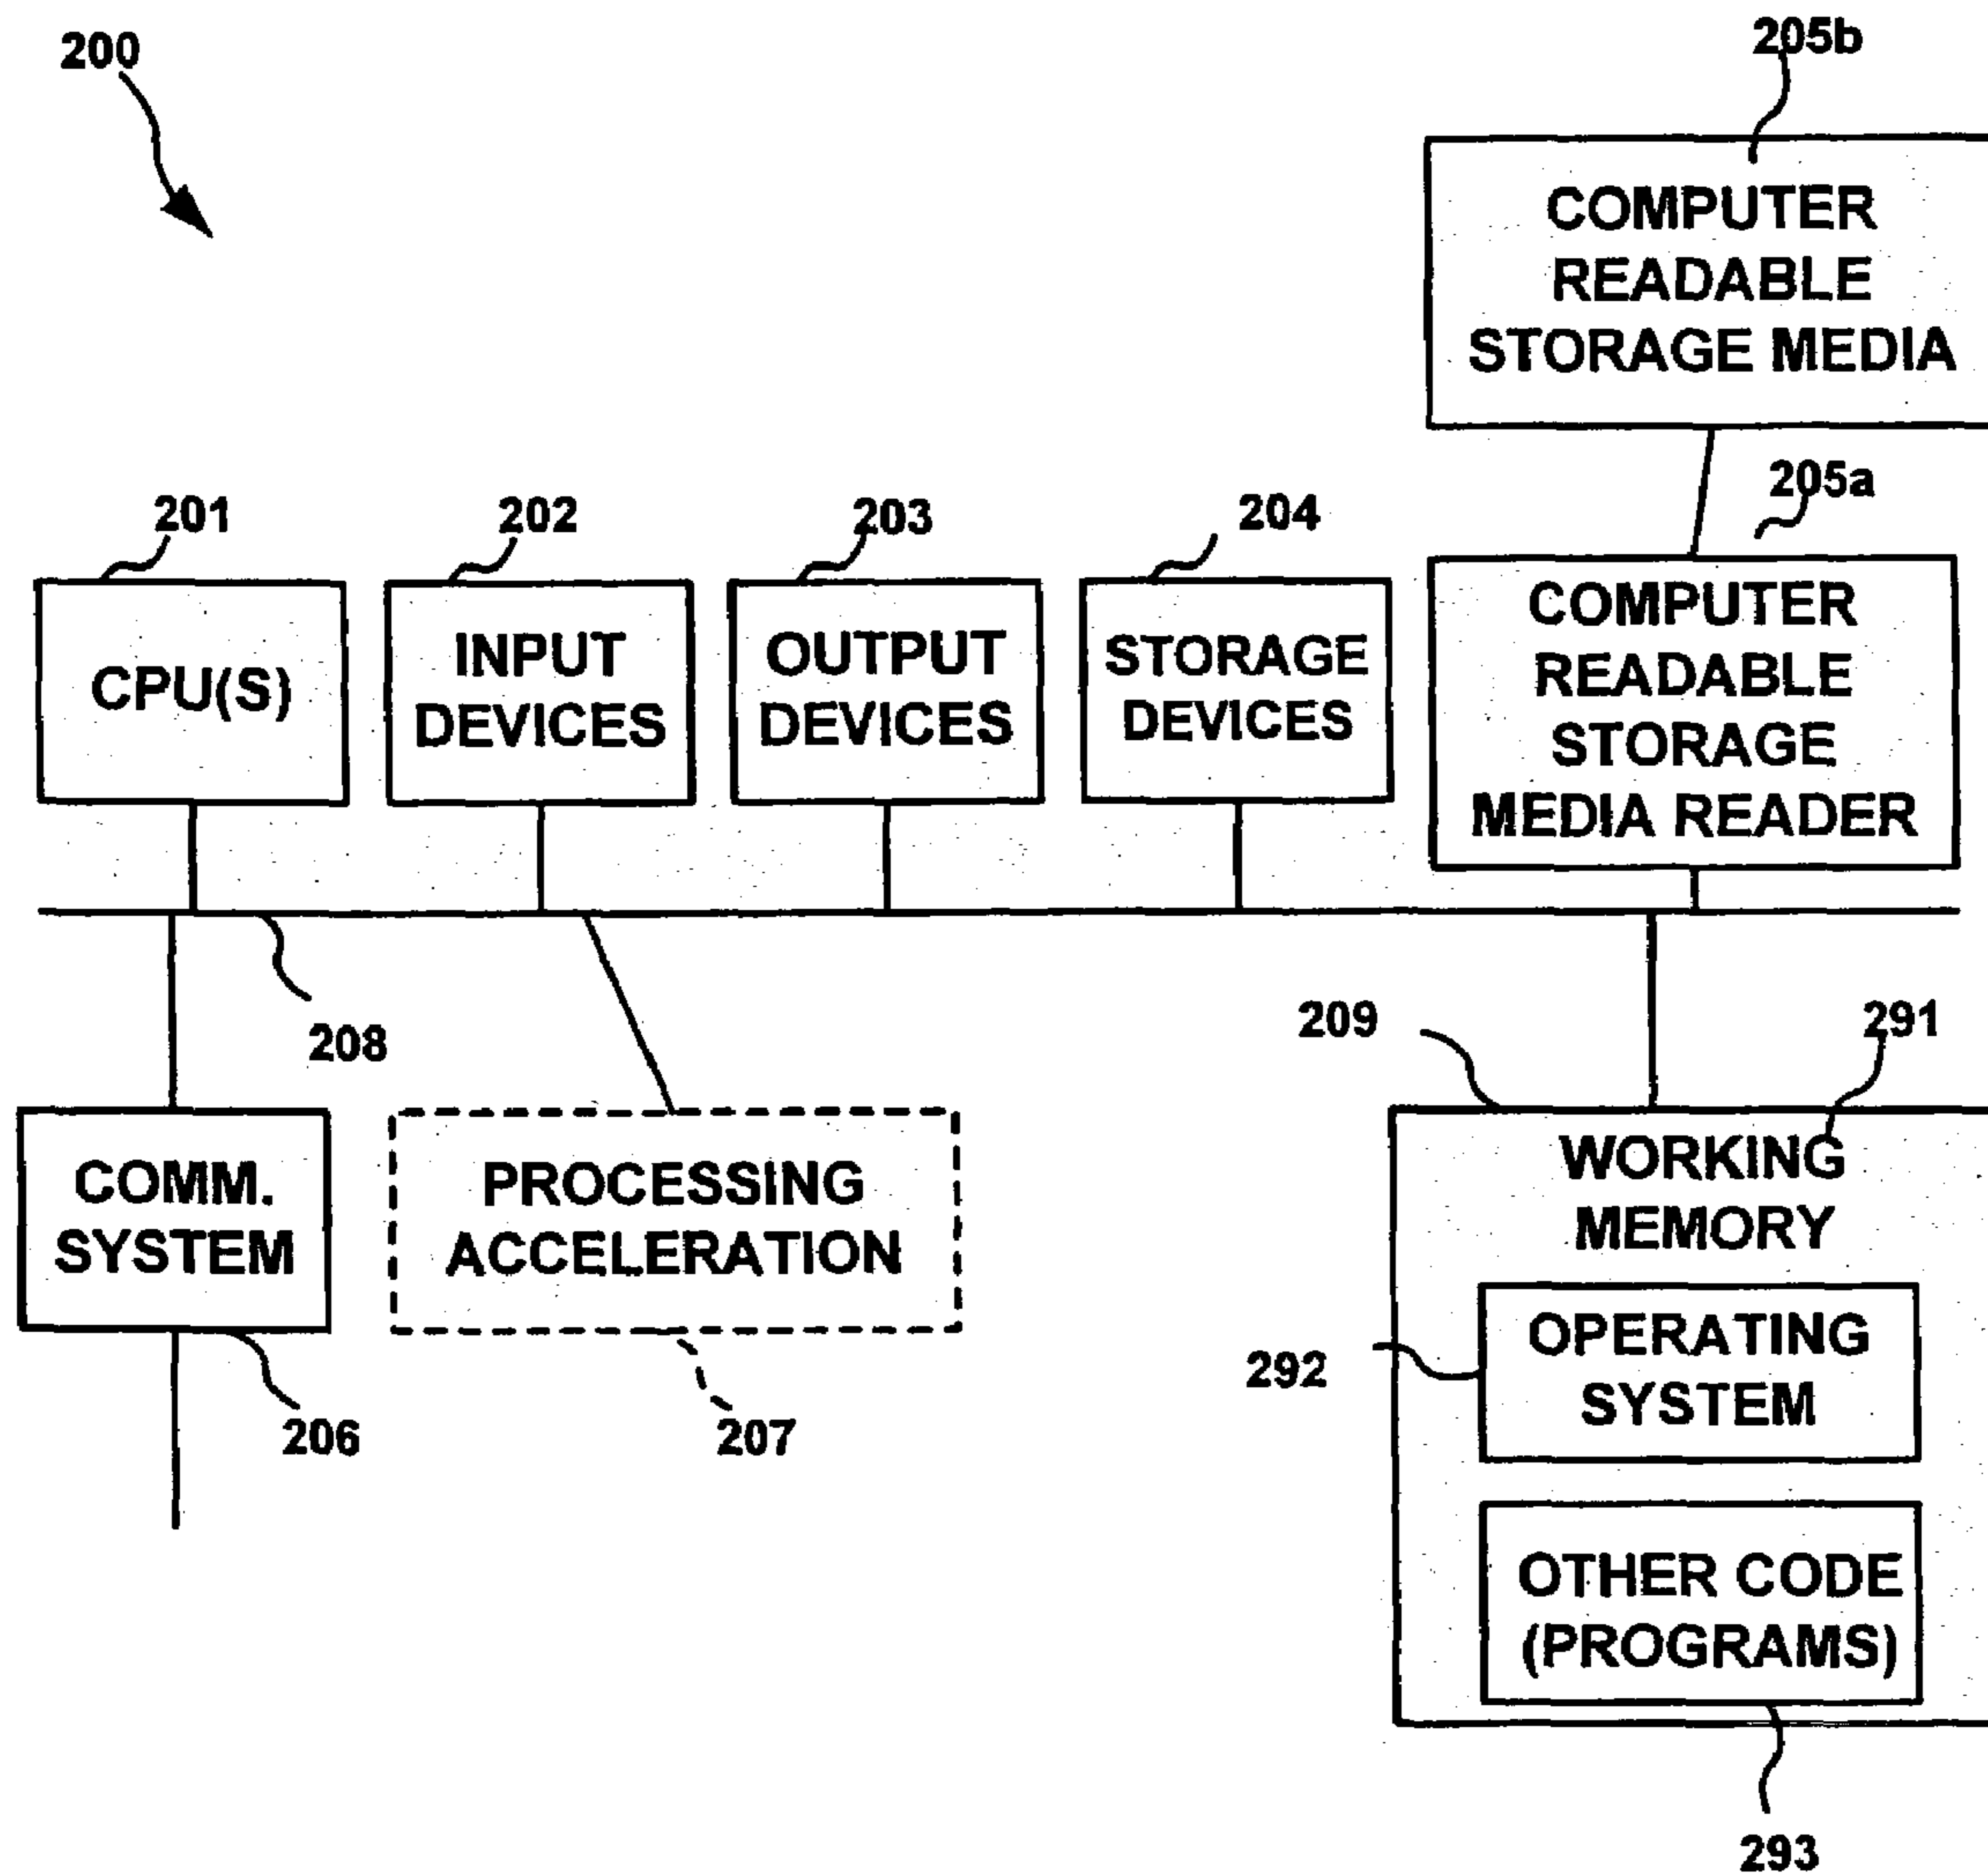 200
205b
COMPUTER
READABLE
STORAGE MEDIA
205a
201
202
203
204
CPU(S)
INPUT
DEVICES
OUTPUT
DEVICES
STORAGE
DEVICES
COMPUTER
READABLE
STORAGE
MEDIA READER
208
209
291
COMM.
SYSTEM
PROCESSING
ACCELERATION
WORKING
MEMORY
206
207
292
OPERATING
SYSTEM
OTHER CODE
(PROGRAMS)
293